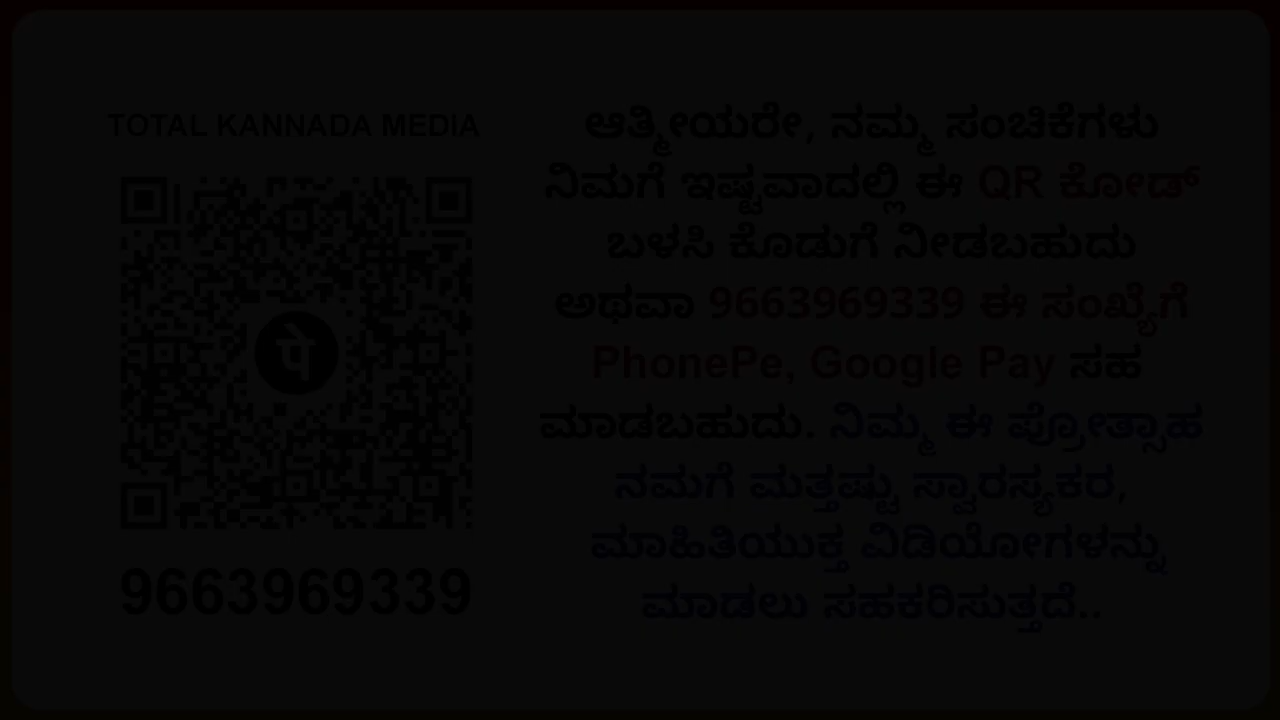 TOTAL KANNADA MEDIA
पे
9663969339
ಆತ್ಮೀಯರೇ, ನಮ್ಮ ಸಂಚಿಕೆಗಳು
ನಿಮಗೆ ಇಷ್ಟವಾದಲ್ಲಿ ಈ QR ಕೋಡ್
ಬಳಸಿ ಕೊಡುಗೆ ನೀಡಬಹುದು
ಅಥವಾ 9663969339 ಈ ಸಂಖ್ಯೆಗೆ
PhonePe, Google Pay ಸಹ
ಮಾಡಬಹುದು. ನಿಮ್ಮ ಈ ಪ್ರೋತ್ಸಾಹ
ನಮಗೆ ಮತ್ತಷ್ಟು ಸ್ವಾರಸ್ಯಕರ,
ಮಾಹಿತಿಯುಕ್ತ ವಿಡಿಯೋಗಳನ್ನು
ಮಾಡಲು ಸಹಕರಿಸುತ್ತದೆ..